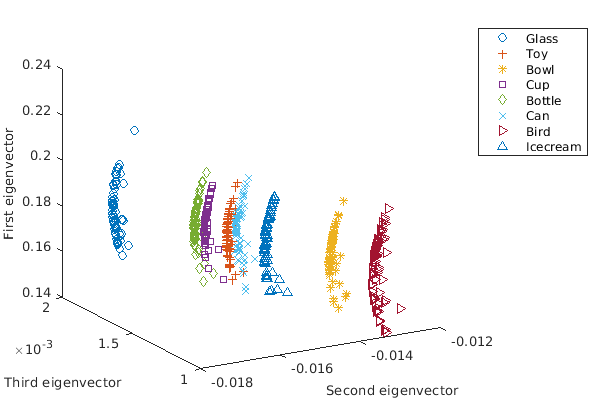 Glass
Toy
Bowl
Cup
Bottle
Can
Bird
Icecream
0.24
0.22
0.2
0.18
0.16
0.14
First eigenvector
2
1.5
1
×10^-3
Third eigenvector
-0.018
-0.016
-0.014
-0.012
Second eigenvector